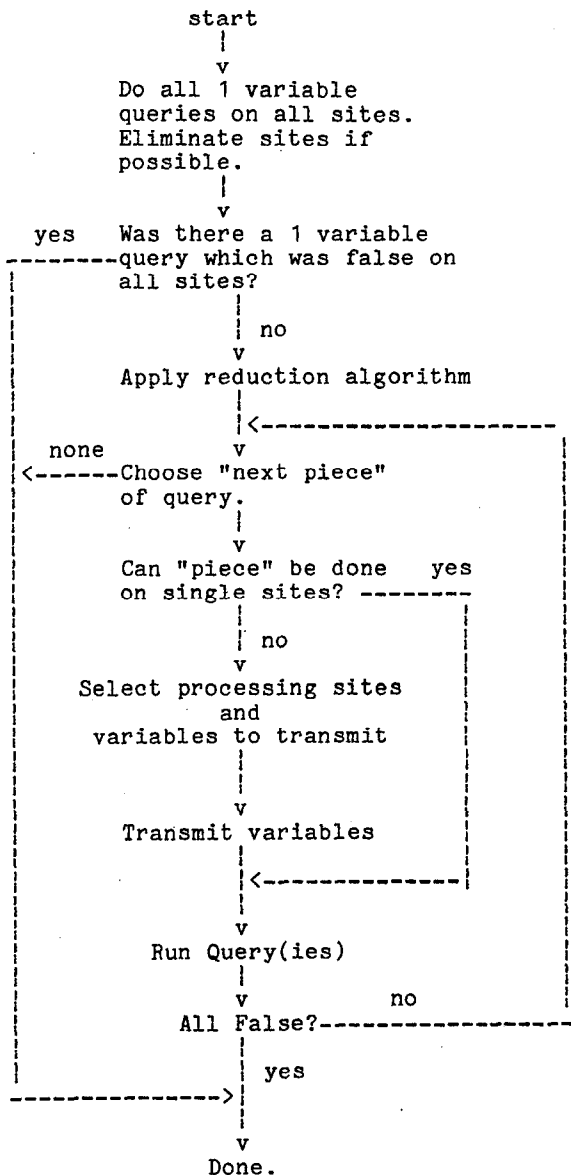 start
Do all 1 variable
queries on all sites.
Eliminate sites if
possible.
yes Was there a 1 variable
query which was false on
all sites?
no
Apply reduction algorithm
none Choose "next piece"
of query.
Can "piece" be done yes
on single sites?
no
Select processing sites
and
variables to transmit
Transmit variables
Run Query(ies)
All False? no
yes
Done.